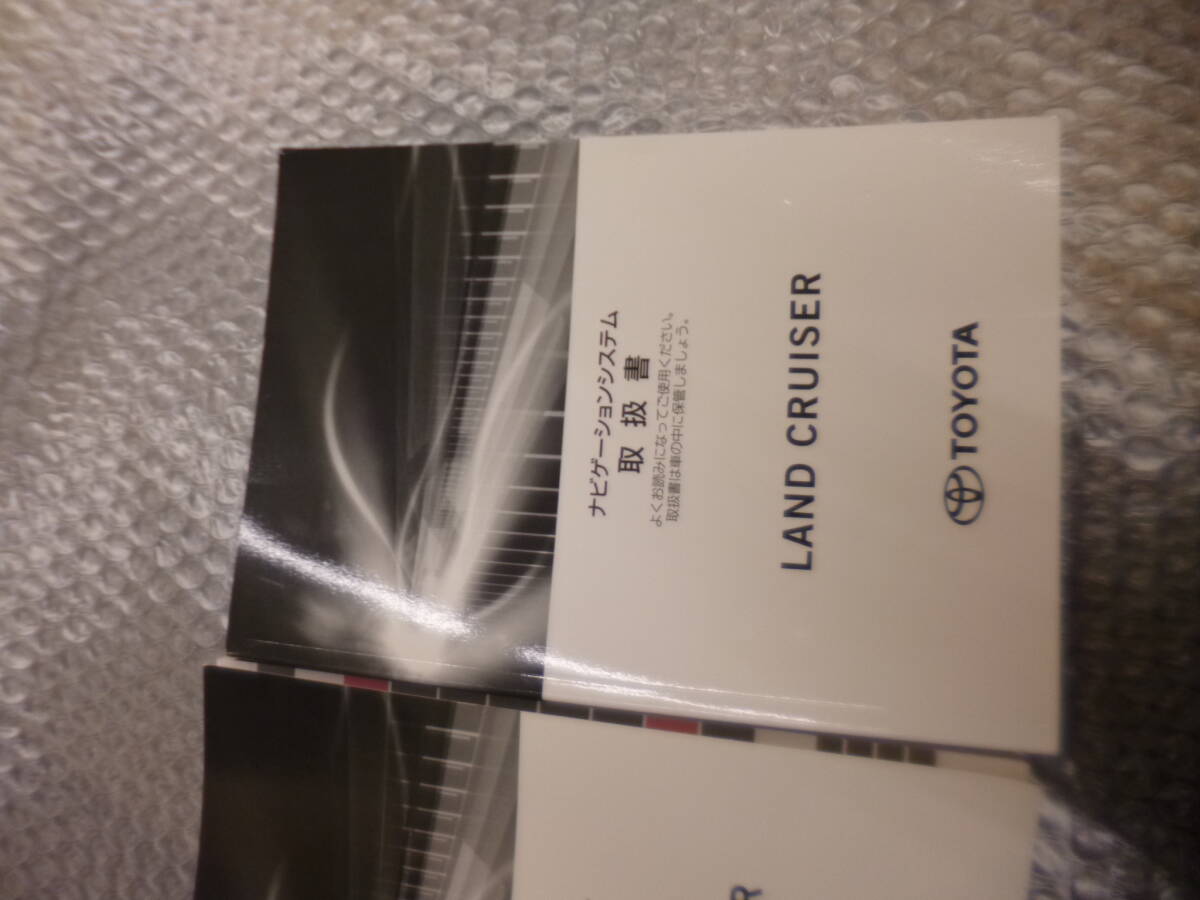 ナビゲーションシステム
取扱書
よくお読みになってご使用ください。
取扱書は車の中に保管しましょう。
LAND CRUISER
TOYOTA
R